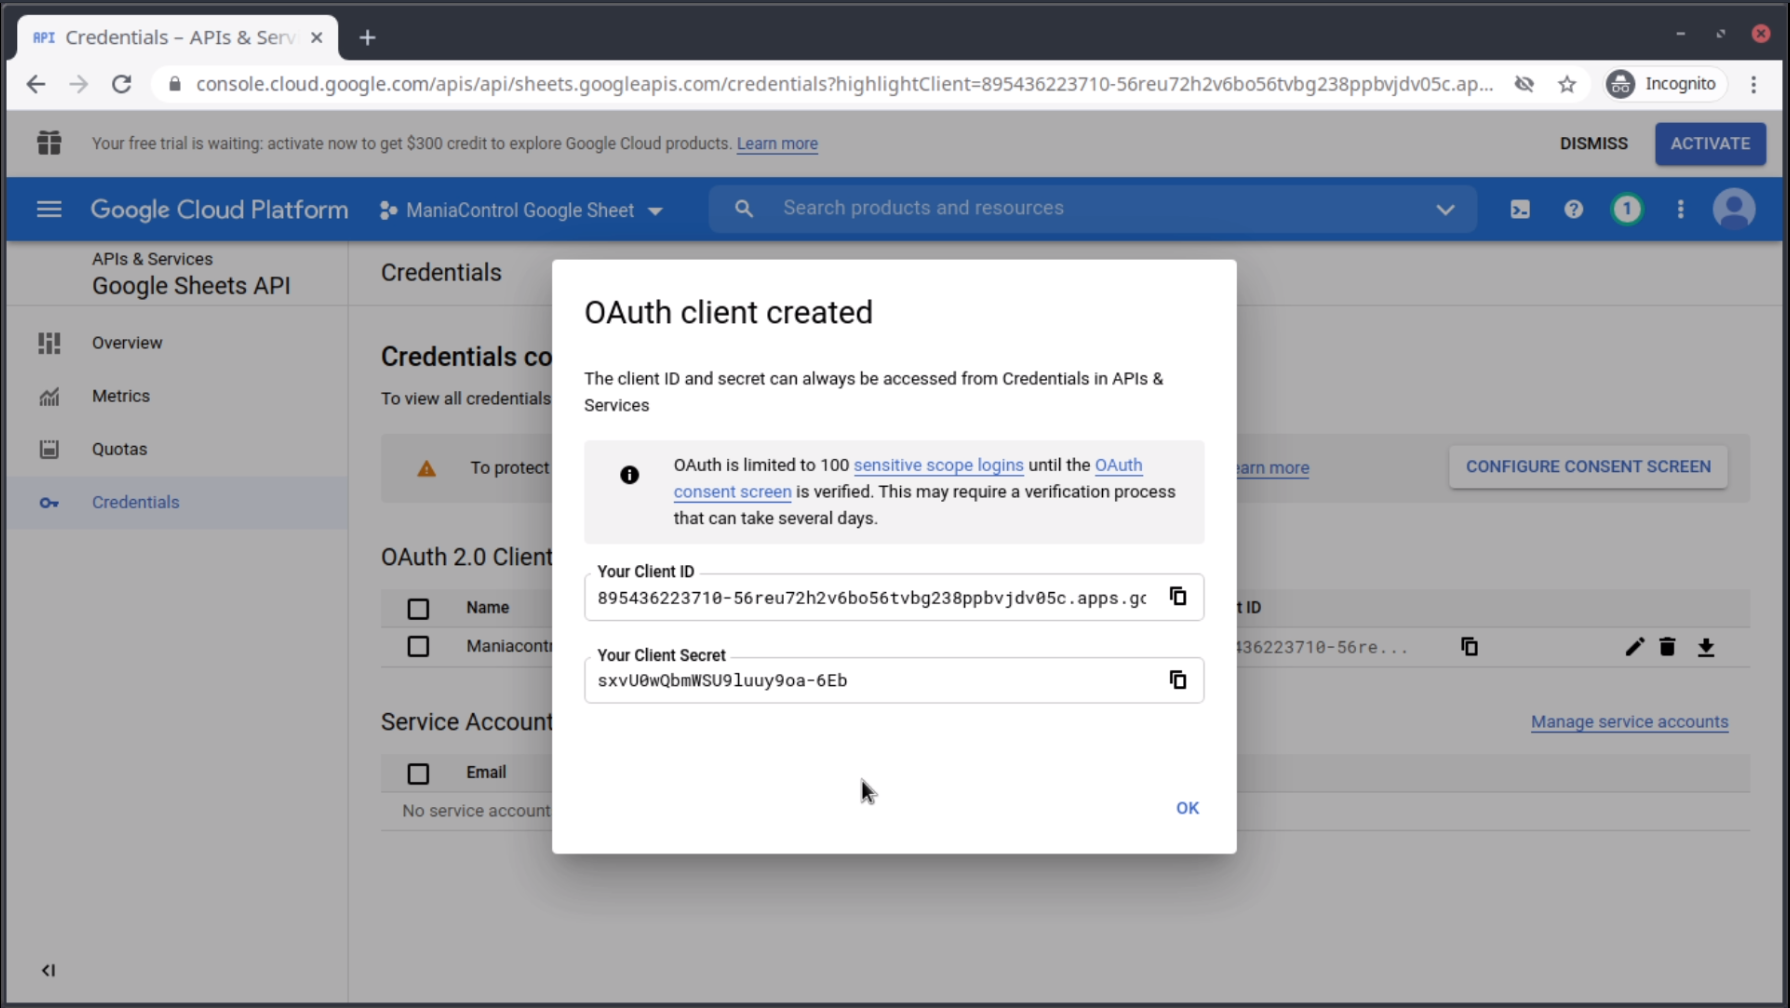 API Credentials – APIs & Serv
console.cloud.google.com/apis/api/sheets.googleapis.com/credentials?highlightClient=895436223710-56reu72h2v6bo56tvbg238ppbvjdv05c.ap...
Incognito
Your free trial is waiting: activate now to get $300 credit to explore Google Cloud products. Learn more
DISMISS
ACTIVATE
Google Cloud Platform
ManiaControl Google Sheet
Search products and resources
1
APIs & Services
Google Sheets API
Overview
Metrics
Quotas
Credentials
Credentials
Credentials co
To view all credentials
To protect
earn more
CONFIGURE CONSENT SCREEN
OAuth 2.0 Client
Name
t ID
Maniacontr
436223710-56re...
Service Account
Manage service accounts
Email
No service account
OAuth client created
The client ID and secret can always be accessed from Credentials in APIs &
Services
OAuth is limited to 100 sensitive scope logins until the OAuth
consent screen is verified. This may require a verification process
that can take several days.
Your Client ID
895436223710-56reu72h2v6bo56tvbg238ppbvjdv05c.apps.gc
Your Client Secret
sxvU0wQbmWSU9luuy9oa-6Eb
OK